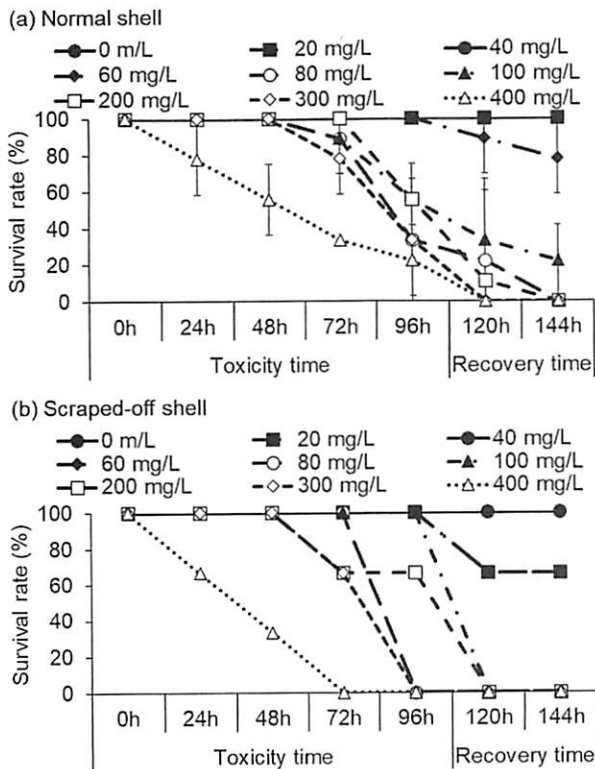 (a) Normal shell
0 m/L 20 mg/L 40 mg/L
60 mg/L 80 mg/L 100 mg/L
200 mg/L 300 mg/L 400 mg/L
Survival rate (%)
100
80
60
40
20
0
0h 24h 48h 72h 96h 120h 144h
Toxicity time Recovery time
(b) Scraped-off shell
0 m/L 20 mg/L 40 mg/L
60 mg/L 80 mg/L 100 mg/L
200 mg/L 300 mg/L 400 mg/L
Survival rate (%)
100
80
60
40
20
0
0h 24h 48h 72h 96h 120h 144h
Toxicity time Recovery time